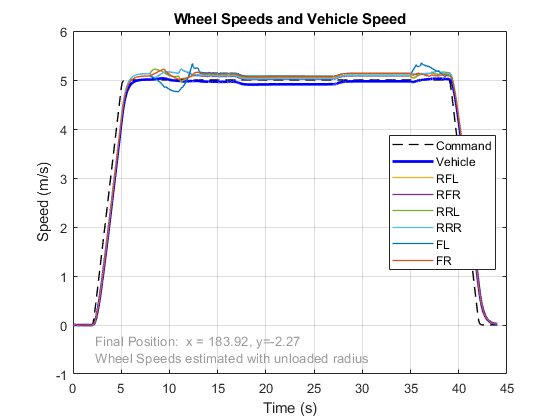 Wheel Speeds and Vehicle Speed
6
5
4
3
2
1
0
-1
Speed (m/s)
Command
Vehicle
RFL
RFR
RRL
RRR
FL
FR
Final Position:  x = 183.92, y=-2.27
Wheel Speeds estimated with unloaded radius
0 5 10 15 20 25 30 35 40 45
Time (s)